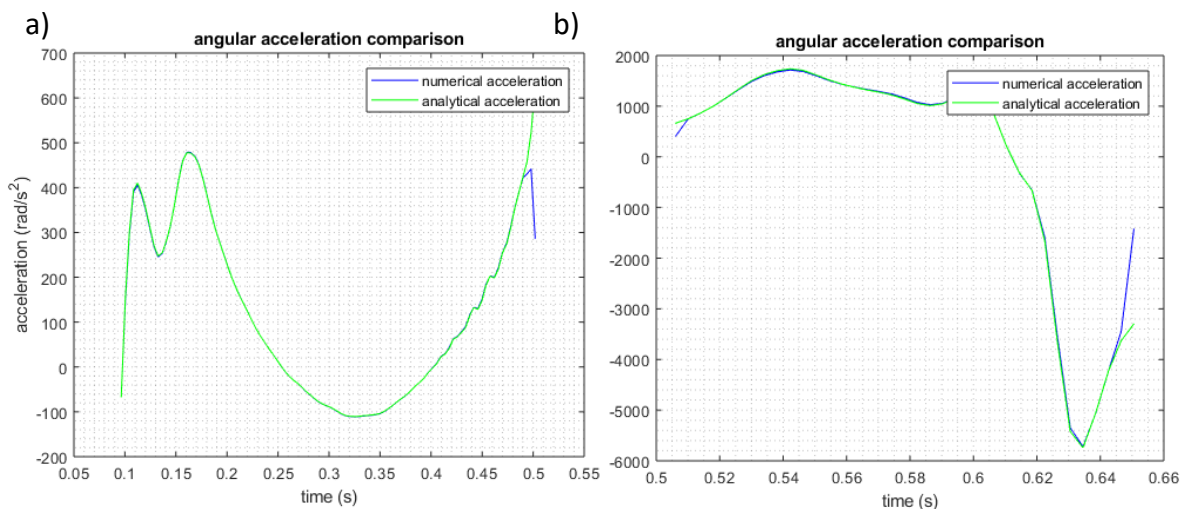 a)
angular acceleration comparison
700
600
500
400
300
200
100
0
-100
-200
acceleration (rad/s²)
numerical acceleration
analytical acceleration
0.05 0.1 0.15 0.2 0.25 0.3 0.35 0.4 0.45 0.5 0.55
time (s)
b)
angular acceleration comparison
2000
1000
0
-1000
-2000
-3000
-4000
-5000
-6000
numerical acceleration
analytical acceleration
0.5 0.52 0.54 0.56 0.58 0.6 0.62 0.64 0.66
time (s)